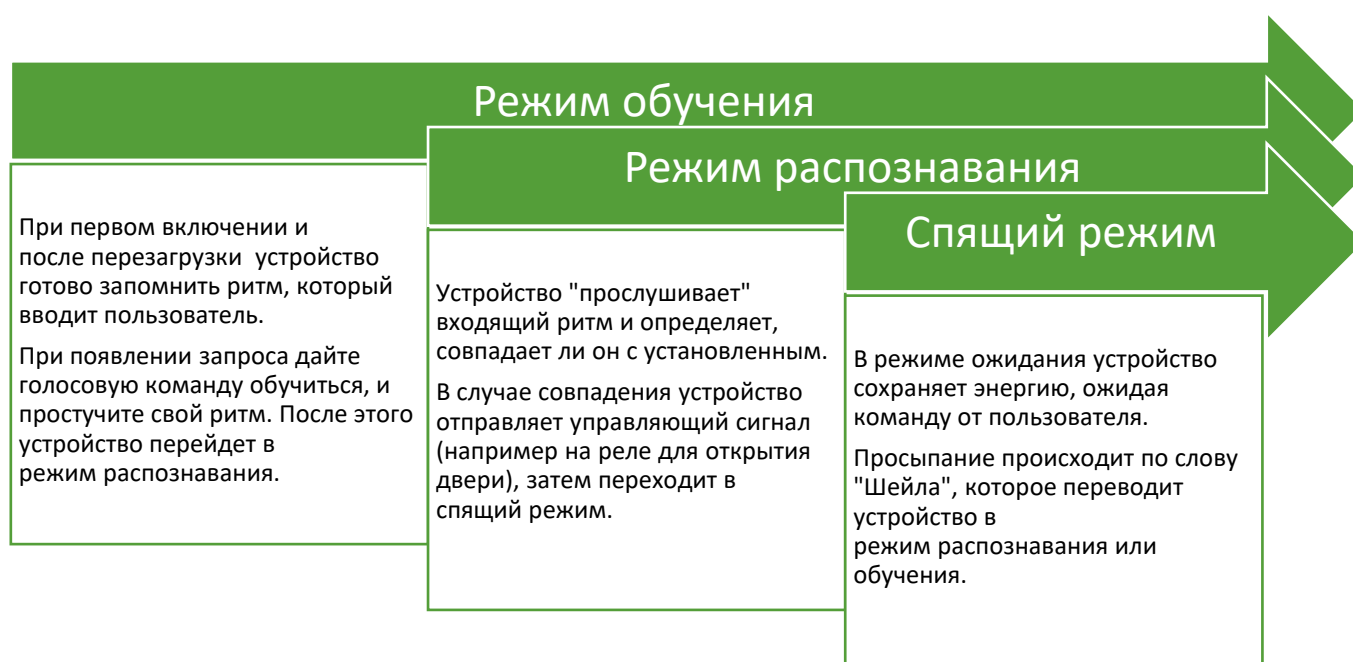 Режим обучения
При первом включении и
после перезагрузки устройство
готово запомнить ритм, который
вводит пользователь.
При появлении запроса дайте
голосовую команду обучиться, и
простучите свой ритм. После этого
устройство перейдет в
режим распознавания.
Режим распознавания
Устройство "прослушивает"
входящий ритм и определяет,
совпадает ли он с установленным.
В случае совпадения устройство
отправляет управляющий сигнал
(например на реле для открытия
двери), затем переходит в
спящий режим.
Спящий режим
В режиме ожидания устройство
сохраняет энергию, ожидая
команду от пользователя.
Просыпание происходит по слову
"Шейла", которое переводит
устройство в
режим распознавания или
обучения.